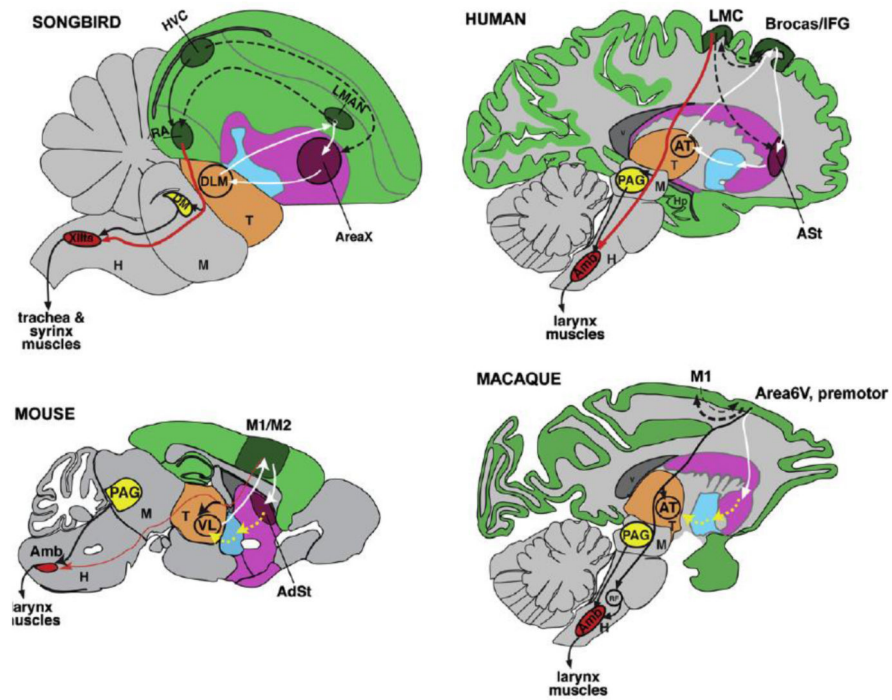 SONGBIRD
HVC
LMAN
RA
DLM
DM
T
AreaX
XIIts
H
M
trachea &
syrinx
muscles
HUMAN
LMC
Brocas/IFG
V
AT
T
PAG
M
Hp
ASt
Amb
H
larynx
muscles
MOUSE
M1/M2
PAG
M
T
VL
Amb
H
AdSt
larynx
muscles
MACAQUE
M1
Area6V, premotor
V
AT
T
PAG
M
RF
Amb
H
larynx
muscles